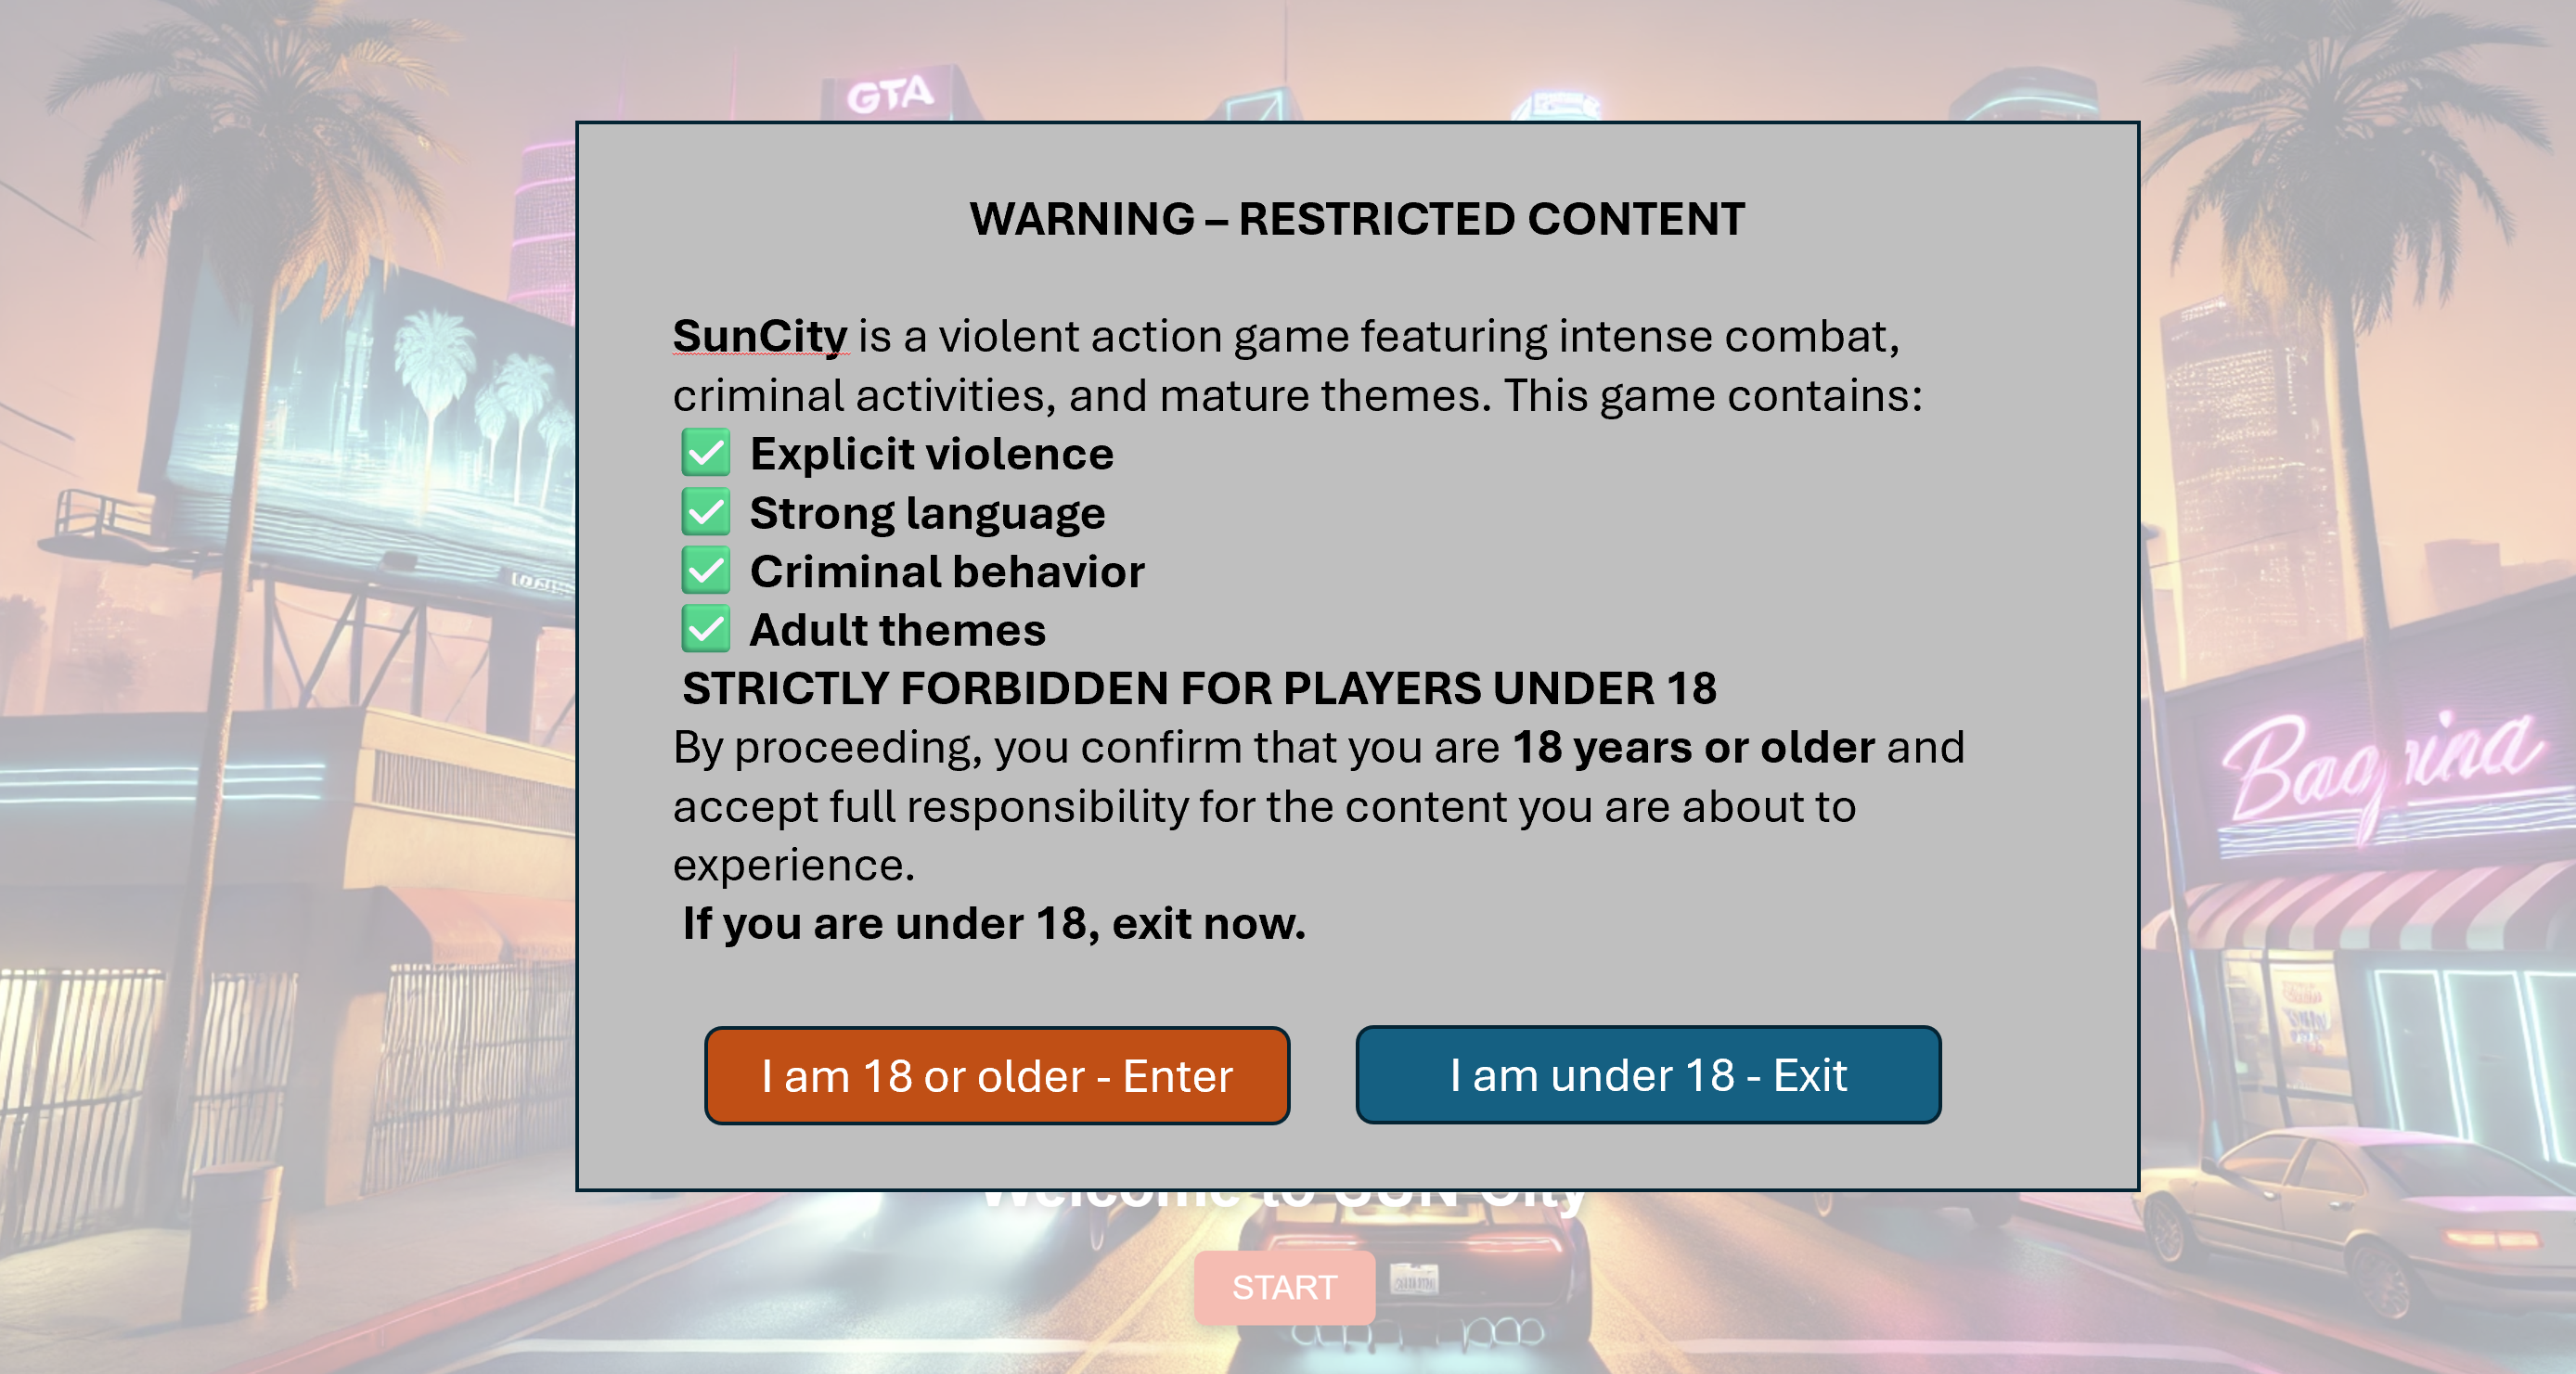 GTA
WARNING – RESTRICTED CONTENT
SunCity is a violent action game featuring intense combat,
criminal activities, and mature themes. This game contains:
✅ Explicit violence
✅ Strong language
✅ Criminal behavior
✅ Adult themes
STRICTLY FORBIDDEN FOR PLAYERS UNDER 18
By proceeding, you confirm that you are 18 years or older and
accept full responsibility for the content you are about to
experience.
If you are under 18, exit now.
I am 18 or older - Enter
I am under 18 - Exit
Welcome to SUN City
START